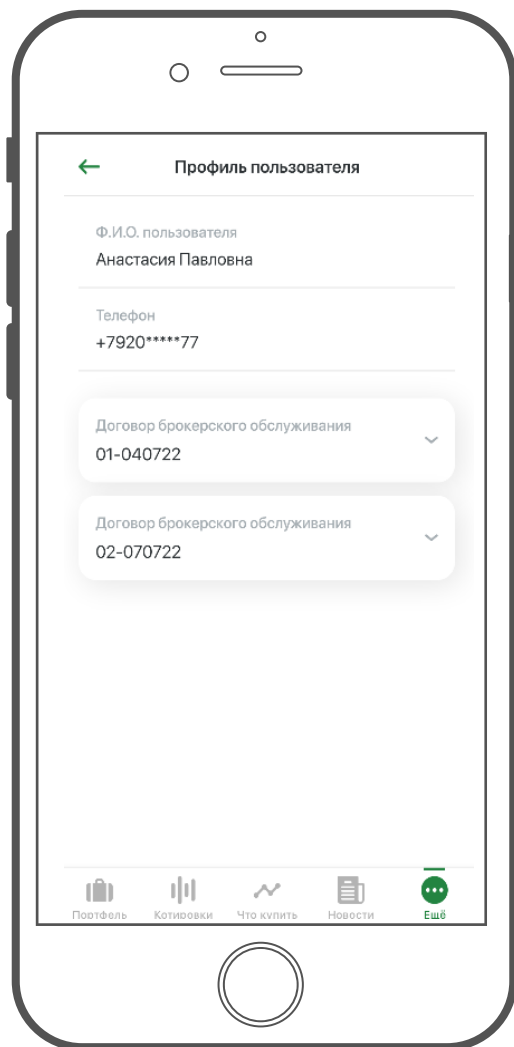 Профиль пользователя
Ф.И.О. пользователя
Анастасия Павловна
Телефон
+7920*****77
Договор брокерского обслуживания
01-040722
Договор брокерского обслуживания
02-070722
Портфель Котировки Что купить Новости Ещё